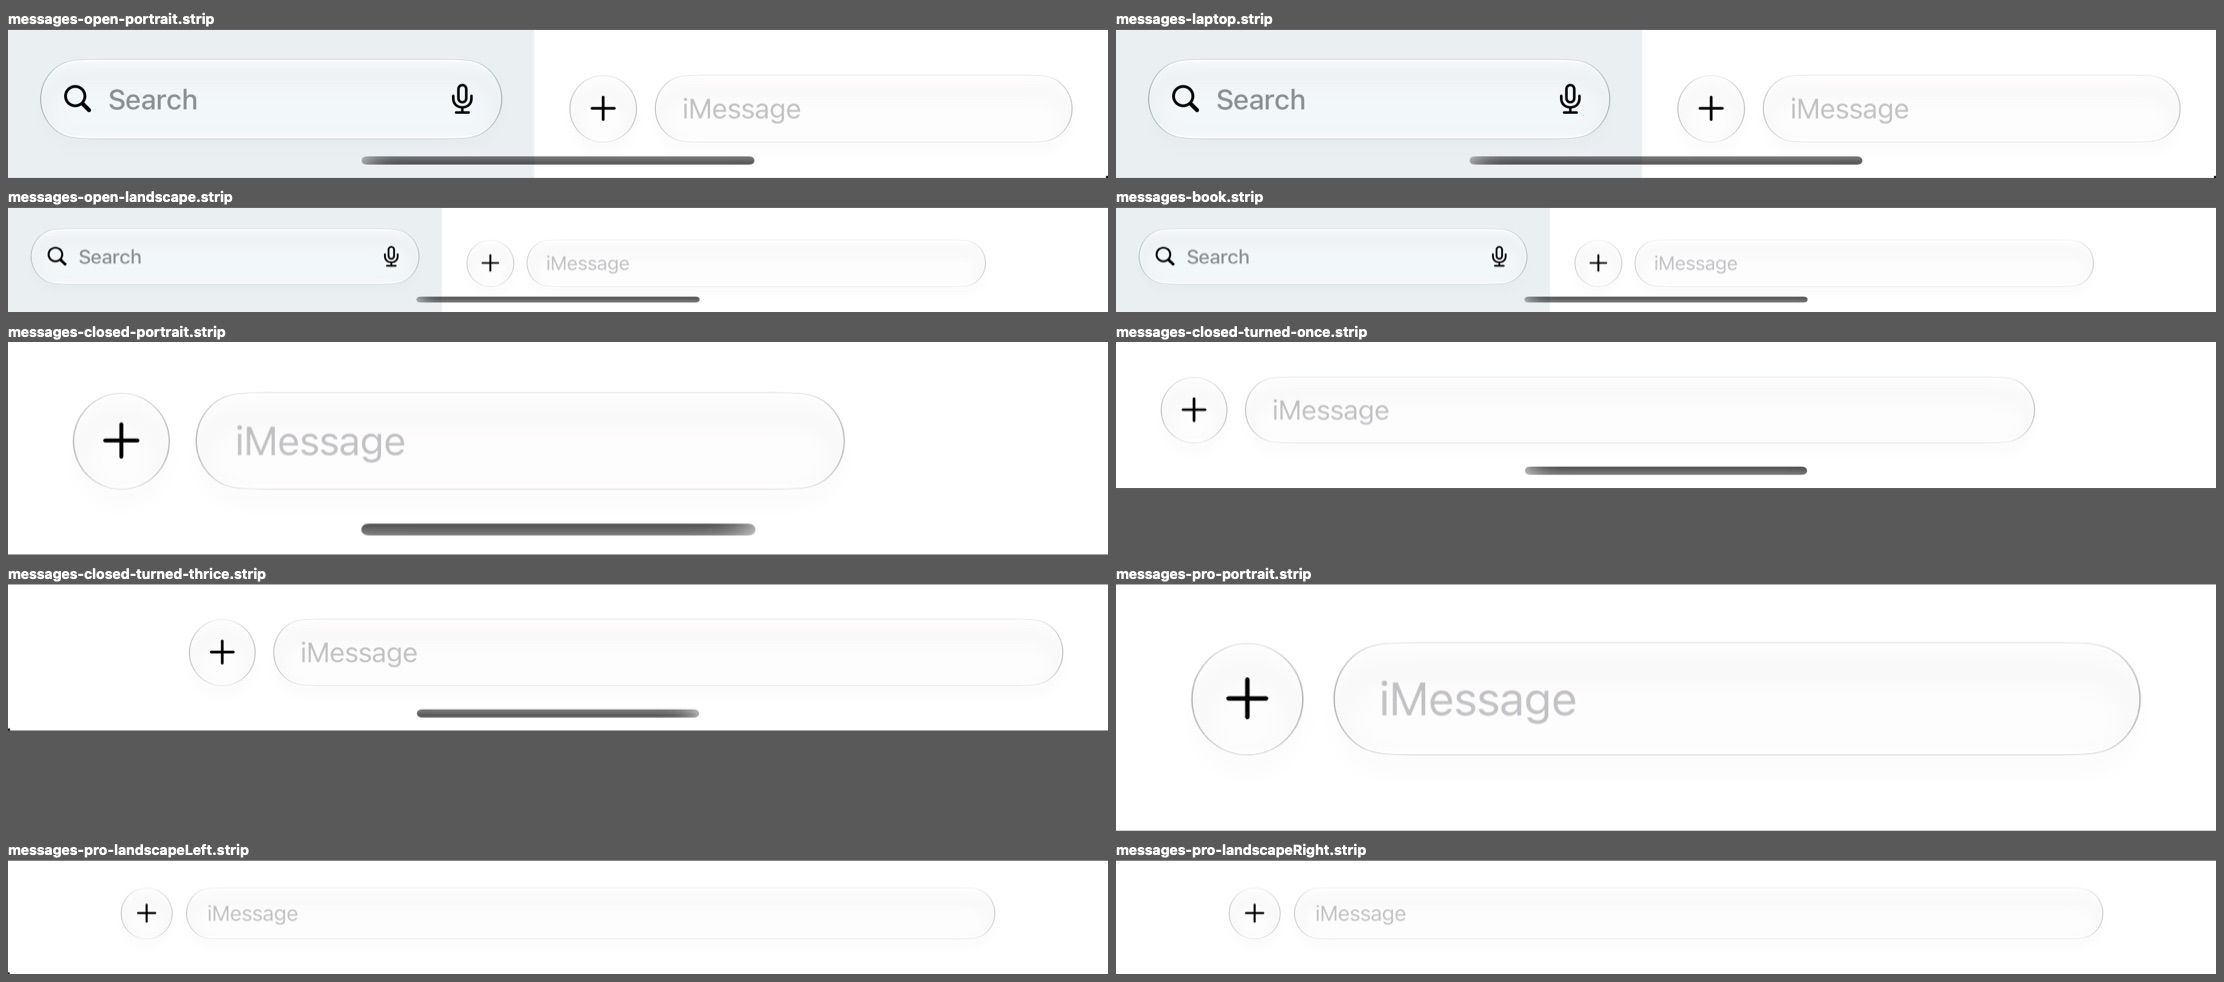 messages-open-portrait.strip
messages-laptop.strip
Search
iMessage
Search
iMessage
messages-open-landscape.strip
messages-book.strip
Search
iMessage
Search
iMessage
messages-closed-portrait.strip
messages-closed-turned-once.strip
iMessage
iMessage
messages-closed-turned-thrice.strip
messages-pro-portrait.strip
iMessage
iMessage
messages-pro-landscapeLeft.strip
messages-pro-landscapeRight.strip
iMessage
iMessage